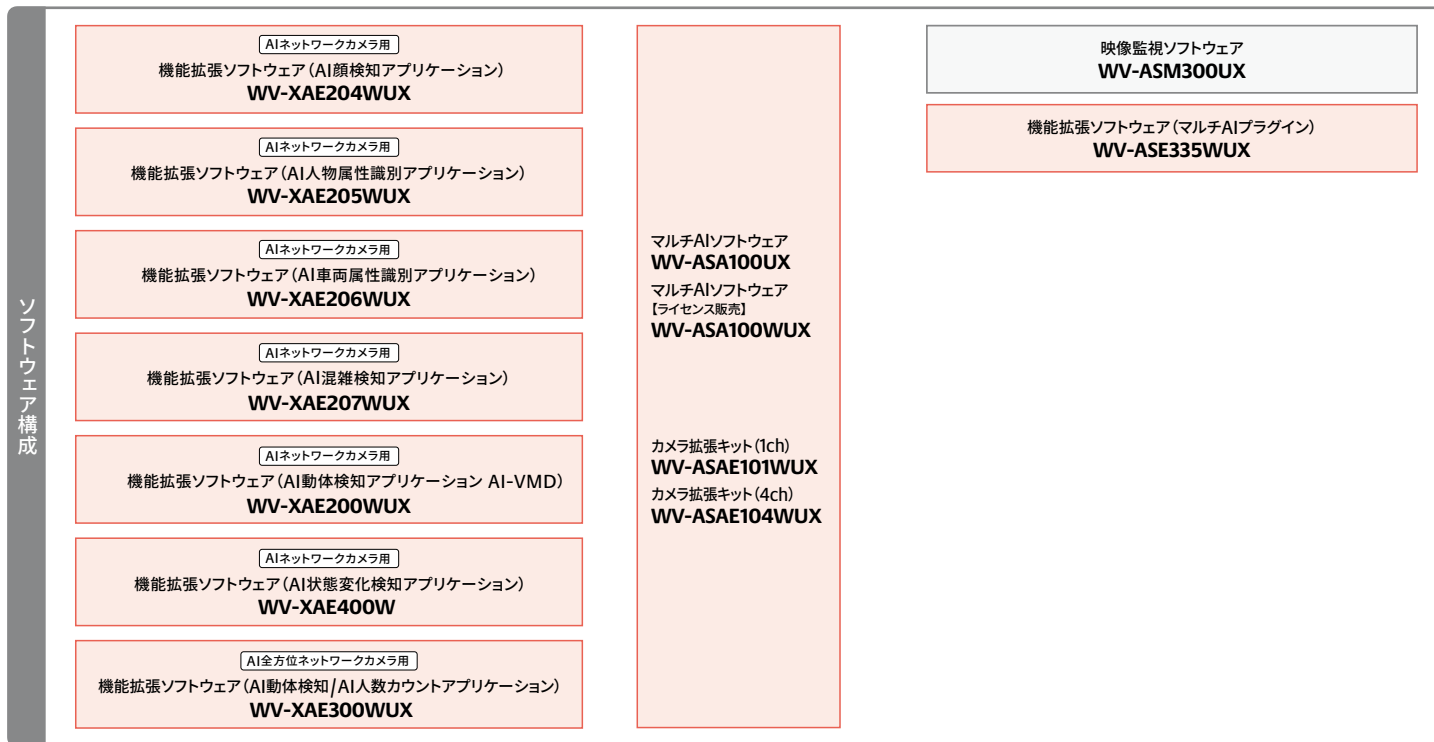 ソフトウェア構成
AIネットワークカメラ用
機能拡張ソフトウェア（AI顔検知アプリケーション）
WV-XAE204WUX
AIネットワークカメラ用
機能拡張ソフトウェア（AI人物属性識別アプリケーション）
WV-XAE205WUX
AIネットワークカメラ用
機能拡張ソフトウェア（AI車両属性識別アプリケーション）
WV-XAE206WUX
AIネットワークカメラ用
機能拡張ソフトウェア（AI混雑検知アプリケーション）
WV-XAE207WUX
AIネットワークカメラ用
機能拡張ソフトウェア（AI動体検知アプリケーション AI-VMD）
WV-XAE200WUX
AIネットワークカメラ用
機能拡張ソフトウェア（AI状態変化検知アプリケーション）
WV-XAE400W
AI全方位ネットワークカメラ用
機能拡張ソフトウェア（AI動体検知/AI人数カウントアプリケーション）
WV-XAE300WUX
マルチAIソフトウェア
WV-ASA100UX
マルチAIソフトウェア
【ライセンス販売】
WV-ASA100WUX
カメラ拡張キット（1ch）
WV-ASAE101WUX
カメラ拡張キット（4ch）
WV-ASAE104WUX
映像監視ソフトウェア
WV-ASM300UX
機能拡張ソフトウェア（マルチAIプラグイン）
WV-ASE335WUX